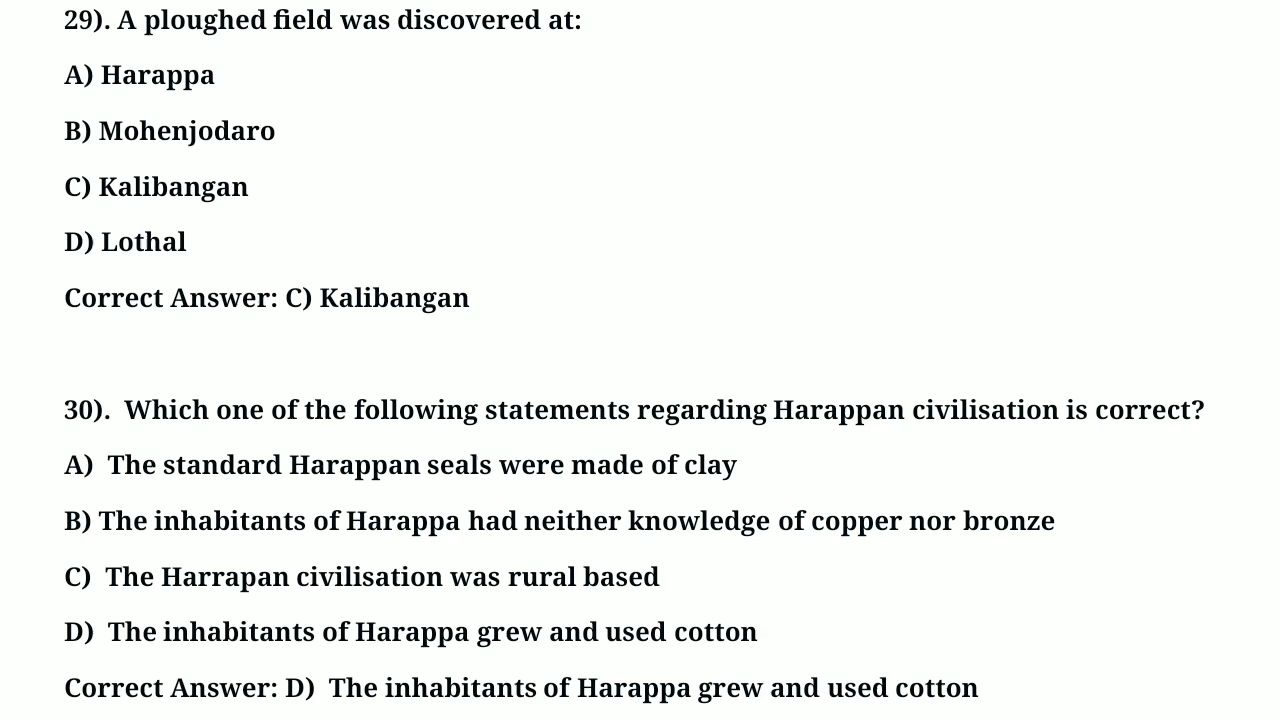 29). A ploughed field was discovered at:
A) Harappa
B) Mohenjodaro
C) Kalibangan
D) Lothal
Correct Answer: C) Kalibangan
30).  Which one of the following statements regarding Harappan civilisation is correct?
A)  The standard Harappan seals were made of clay
B) The inhabitants of Harappa had neither knowledge of copper nor bronze
C)  The Harrapan civilisation was rural based
D)  The inhabitants of Harappa grew and used cotton
Correct Answer: D)  The inhabitants of Harappa grew and used cotton